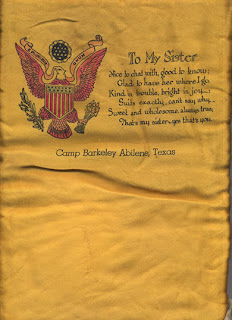 To My Sister
Nice to chat with, good to know;
Glad to have her where I go,
Kind in trouble, bright in joy—;
Suits exactly, can't say why,
Sweet and wholesome, always true,
That's my sister, yes that's you.
Camp Barkeley Abilene, Texas